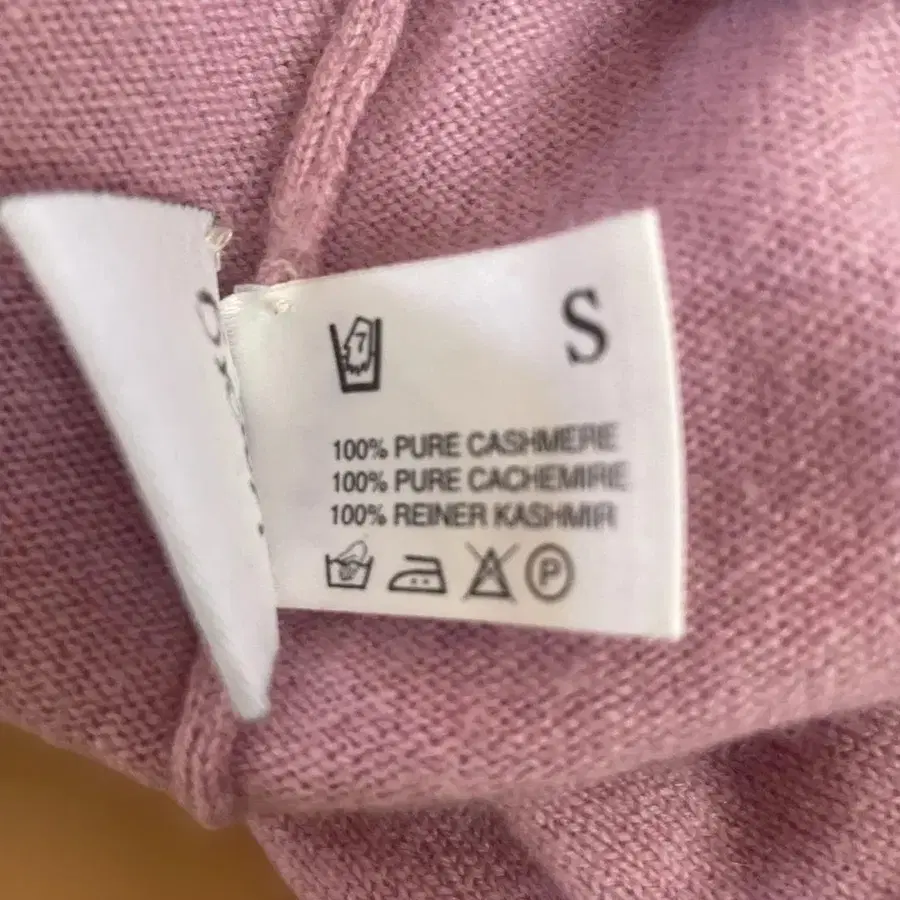 S
100% PURE CASHMERE
100% PURE CACHEMIRE
100% REINER KASHMIR
P